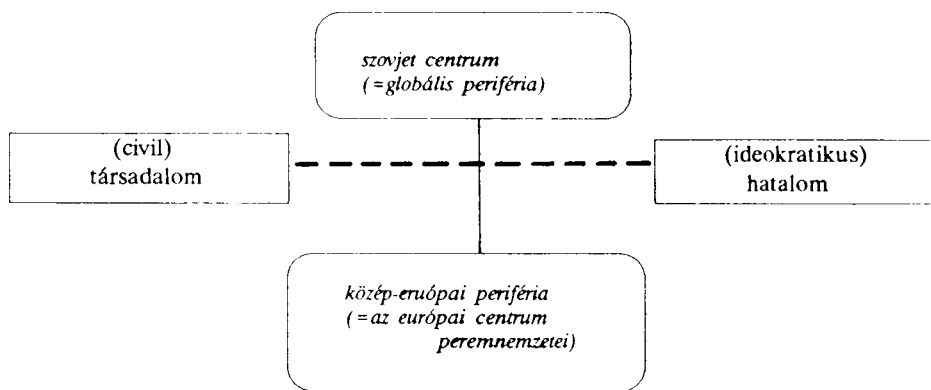 szovjet centrum
(=globális periféria)
(civil)
társadalom
(ideokratikus)
hatalom
közép-eruópai periféria
(=az európai centrum
peremnemzetei)